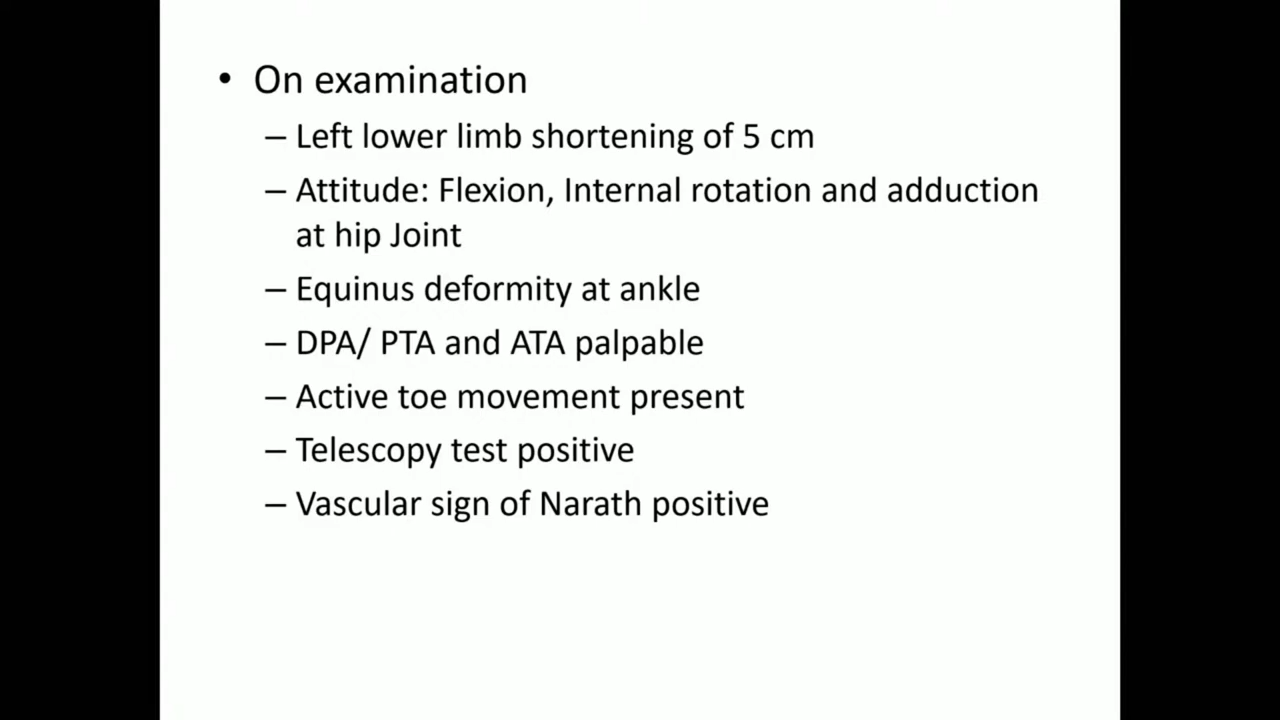 • On examination
– Left lower limb shortening of 5 cm
– Attitude: Flexion, Internal rotation and adduction
at hip Joint
– Equinus deformity at ankle
– DPA/ PTA and ATA palpable
– Active toe movement present
– Telescopy test positive
– Vascular sign of Narath positive